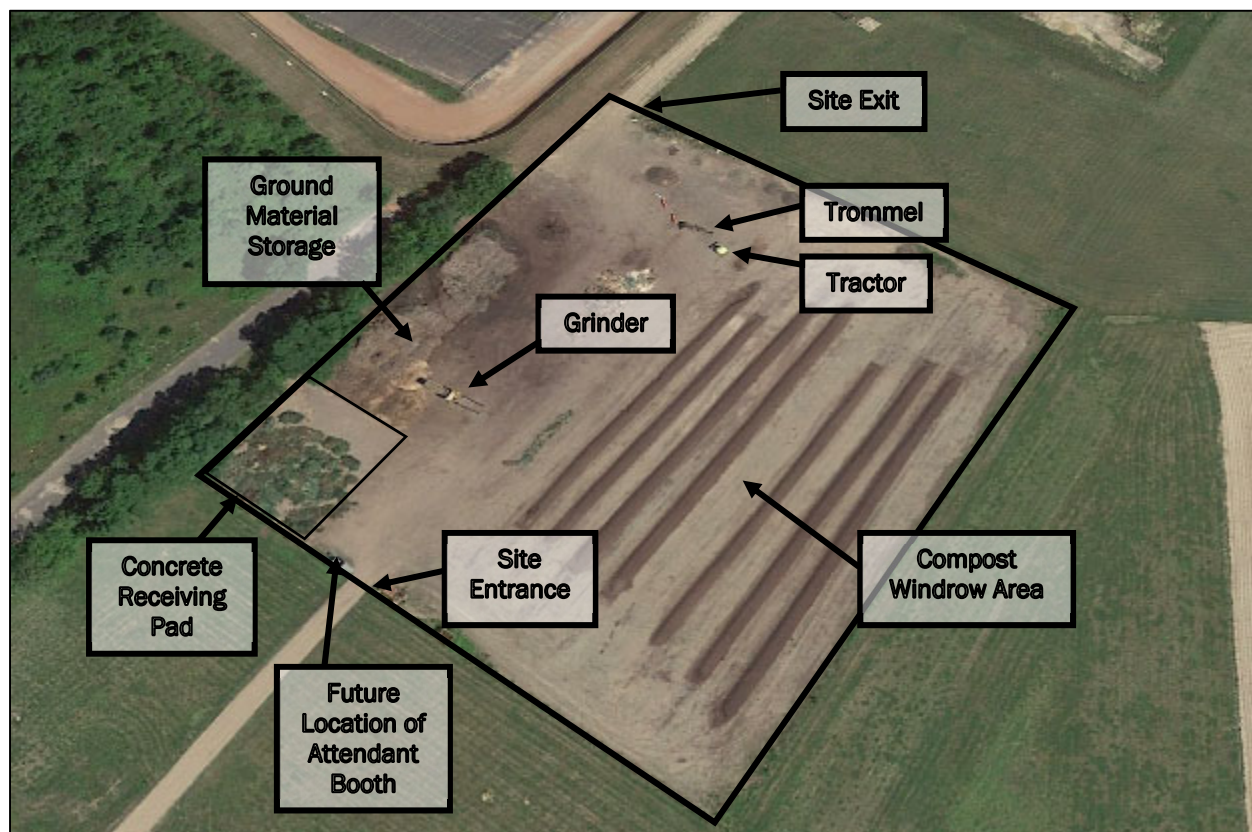 Site Exit
Ground
Material
Storage
Trommel
Tractor
Grinder
Concrete
Receiving
Pad
Site
Entrance
Compost
Windrow Area
Future
Location of
Attendant
Booth